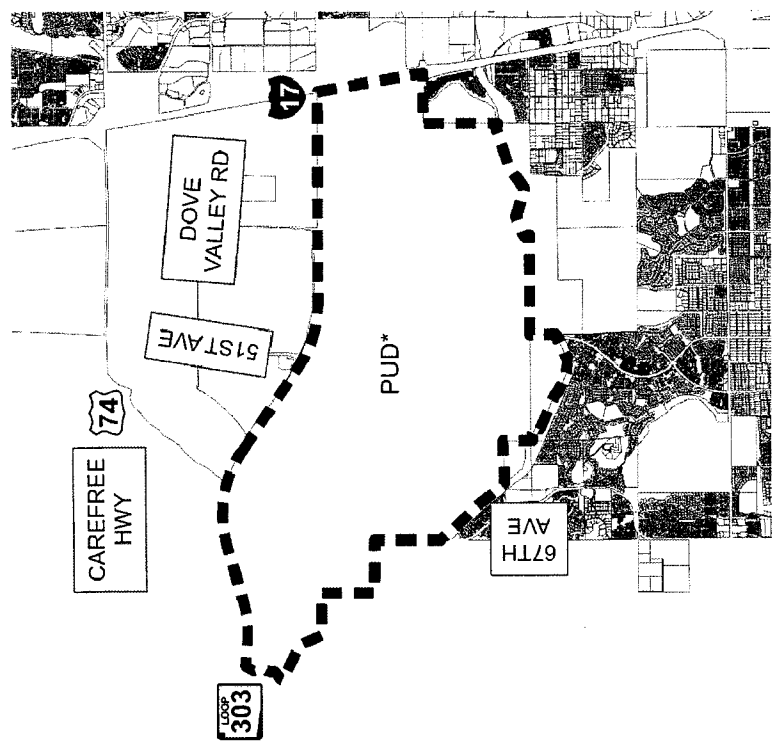 17
DOVE
VALLEY RD
51ST AVE
74
PUD*
CAREFREE
HWY
67TH
AVE
LOOP
303